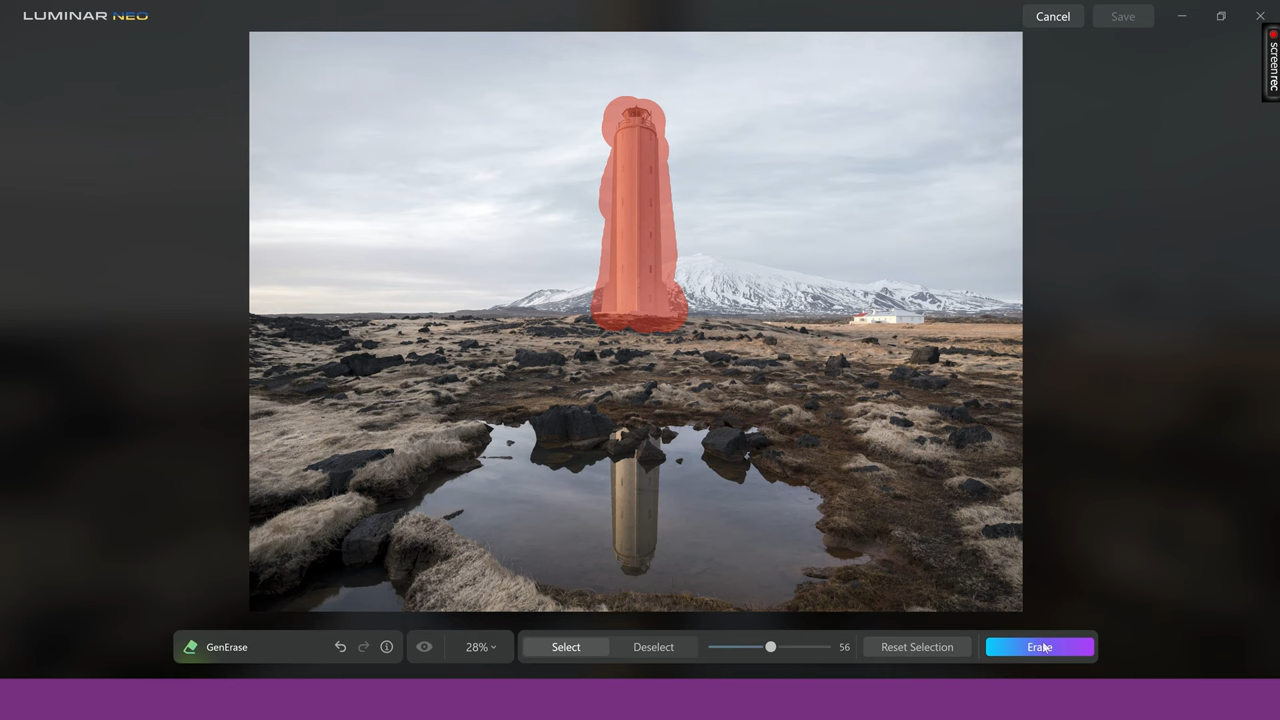 LUMINAR NEO
Cancel
Save
screenrec
GenErase
28%
Select
Deselect
56
Reset Selection
Erase